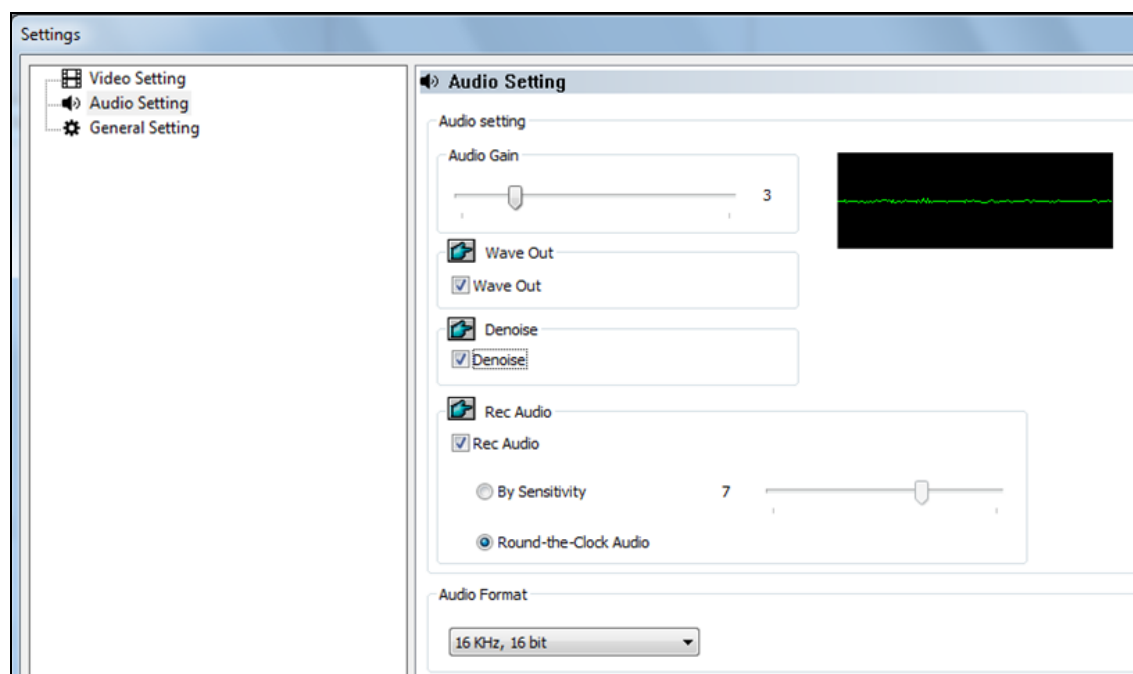 Settings
Video Setting
Audio Setting
General Setting
Audio Setting
Audio setting
Audio Gain
3
Wave Out
Wave Out
Denoise
Denoise
Rec Audio
Rec Audio
By Sensitivity 7
Round-the-Clock Audio
Audio Format
16 KHz, 16 bit